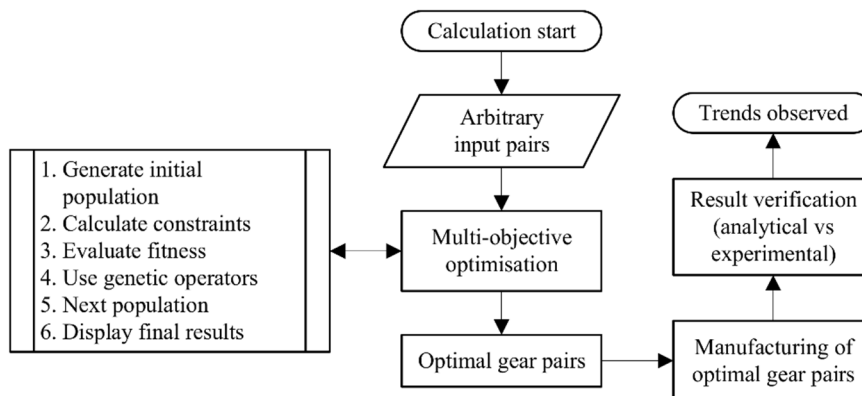 Calculation start
Arbitrary
input pairs
1. Generate initial
population
2. Calculate constraints
3. Evaluate fitness
4. Use genetic operators
5. Next population
6. Display final results
Multi-objective
optimisation
Optimal gear pairs
Manufacturing of
optimal gear pairs
Result verification
(analytical vs
experimental)
Trends observed